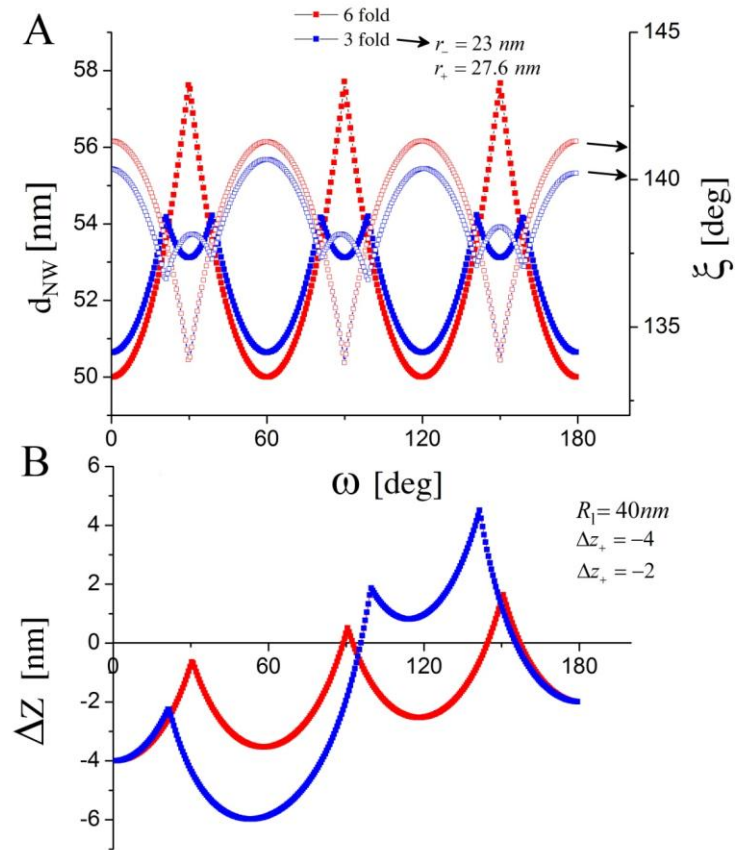 A
6 fold
3 fold
r₋ = 23 nm
r₊ = 27.6 nm
58
56
54
52
50
d_NW [nm]
145
140
135
ξ [deg]
0
60
120
180
B
ω [deg]
6
4
2
0
-2
-4
-6
ΔZ [nm]
R₁= 40nm
Δz₊ = −4
Δz₊ = −2
0
60
120
180